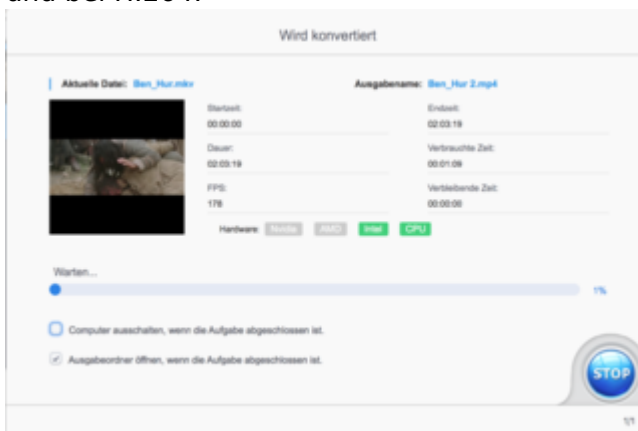 Wird konvertiert
Aktuelle Datei: Ben_Hur.mkv
Ausgabename: Ben_Hur 2.mp4
Startzeit:
00:00:00
Endzeit:
02:03:19
Dauer:
02:03:19
Verbrauchte Zeit:
00:01:09
FPS:
178
Verbleibende Zeit:
00:00:00
Hardware: Nvidia AMD Intel CPU
Warten...
1%
Computer ausschalten, wenn die Aufgabe abgeschlossen ist.
Ausgabeordner öffnen, wenn die Aufgabe abgeschlossen ist.
STOP
1/1